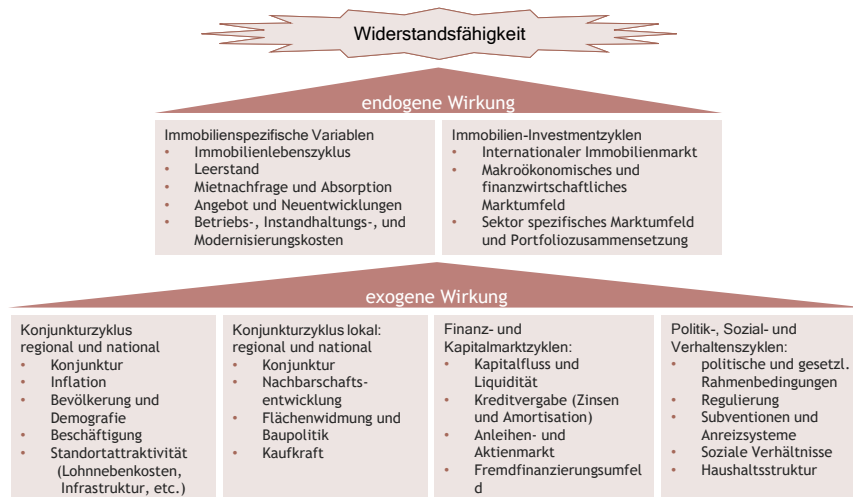 Widerstandsfähigkeit
endogene Wirkung
Immobilienspezifische Variablen
• Immobilienlebenszyklus
• Leerstand
• Mietnachfrage und Absorption
• Angebot und Neuentwicklungen
• Betriebs-, Instandhaltungs-, und
Modernisierungskosten
Immobilien-Investmentzyklen
• Internationaler Immobilienmarkt
• Makroökonomisches und
finanzwirtschaftliches
Marktumfeld
• Sektor spezifisches Marktumfeld
und Portfoliozusammensetzung
exogene Wirkung
Konjunkturzyklus
regional und national
• Konjunktur
• Inflation
• Bevölkerung und
Demografie
• Beschäftigung
• Standortattraktivität
(Lohnnebenkosten,
Infrastruktur, etc.)
Konjunkturzyklus lokal:
regional und national
• Konjunktur
• Nachbarschafts-
entwicklung
• Flächenwidmung und
Baupolitik
• Kaufkraft
Finanz- und
Kapitalmarktzyklen:
• Kapitalfluss und
Liquidität
• Kreditvergabe (Zinsen
und Amortisation)
• Anleihen- und
Aktienmarkt
• Fremdfinanzierungsumfel
d
Politik-, Sozial- und
Verhaltenszyklen:
• politische und gesetzl.
Rahmenbedingungen
• Regulierung
• Subventionen und
Anreizsysteme
• Soziale Verhältnisse
• Haushaltsstruktur